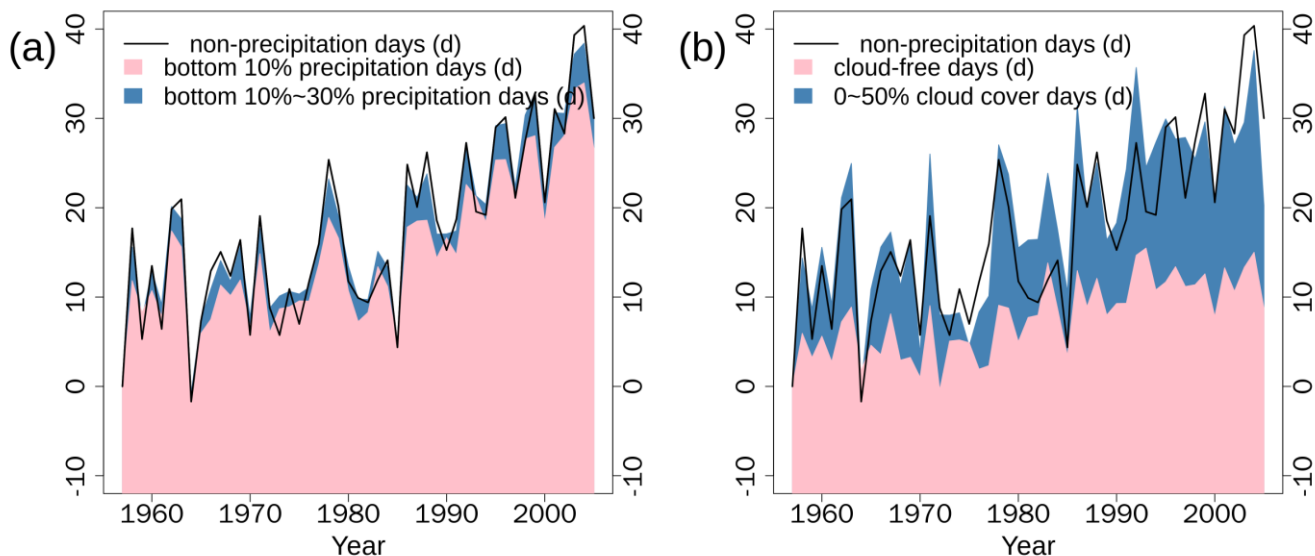 (a)
non-precipitation days (d)
bottom 10% precipitation days (d)
bottom 10%~30% precipitation days (d)
40
30
20
10
0
-10
40
30
20
10
0
-10
1960 1970 1980 1990 2000
Year
(b)
non-precipitation days (d)
cloud-free days (d)
0~50% cloud cover days (d)
40
30
20
10
0
-10
40
30
20
10
0
-10
1960 1970 1980 1990 2000
Year